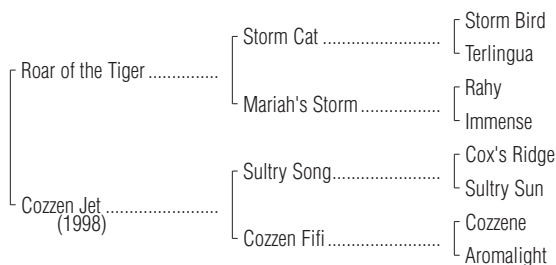 Storm Bird
Storm Cat ........................
Terlingua
Roar of the Tiger ..............
Rahy
Mariah's Storm ................
Immense
Cox's Ridge
Sultry Song......................
Sultry Sun
Cozzen Jet ......................
(1998)
Cozzene
Cozzen Fifi ......................
Aromalight